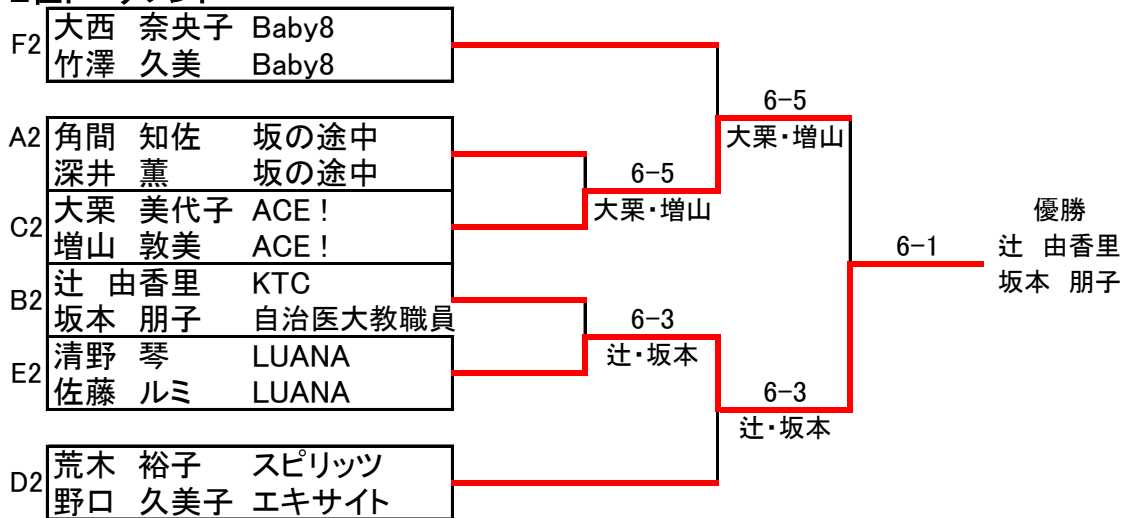 F2 大西 奈央子 Baby8
竹澤 久美 Baby8
A2 角間 知佐 坂の途中
深井 薫 坂の途中
C2 大栗 美代子 ACE！
増山 敦美 ACE！
B2 辻 由香里 KTC
坂本 朋子 自治医大教職員
E2 清野 琴 LUANA
佐藤 ルミ LUANA
D2 荒木 裕子 スピリッツ
野口 久美子 エキサイト
6-5
大栗・増山
6-3
辻・坂本
6-5
大栗・増山
6-3
辻・坂本
6-1
優勝
辻 由香里
坂本 朋子